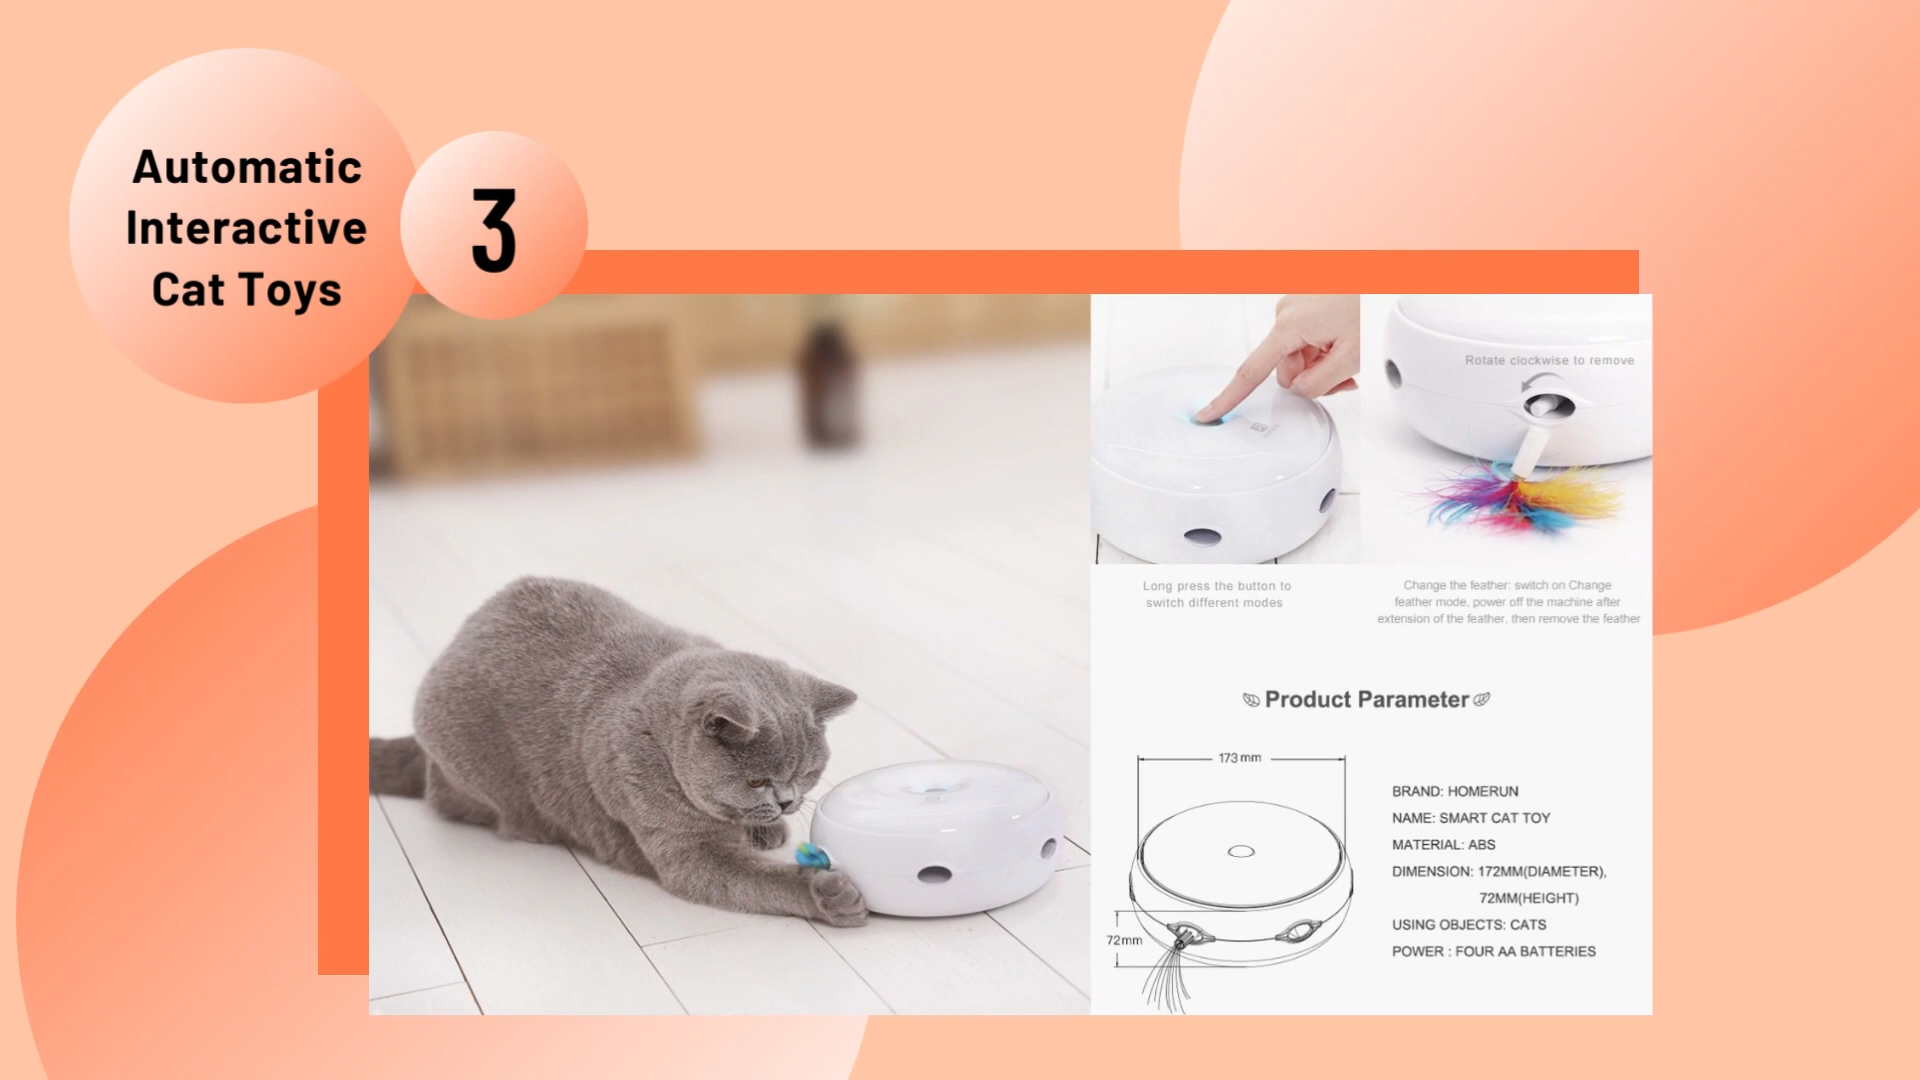 Automatic
Interactive
Cat Toys
3
Rotate clockwise to remove
Long press the button to
switch different modes
Change the feather: switch on Change
feather mode, power off the machine after
extension of the feather, then remove the feather
Product Parameter
173mm
72mm
BRAND: HOMERUN
NAME: SMART CAT TOY
MATERIAL: ABS
DIMENSION: 172MM(DIAMETER),
72MM(HEIGHT)
USING OBJECTS: CATS
POWER : FOUR AA BATTERIES